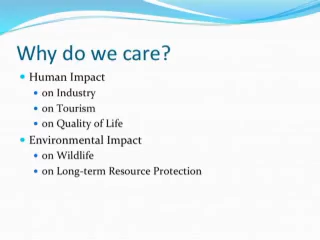 Why do we care?
Human Impact
on Industry
on Tourism
on Quality of Life
Environmental Impact
on Wildlife
on Long-term Resource Protection